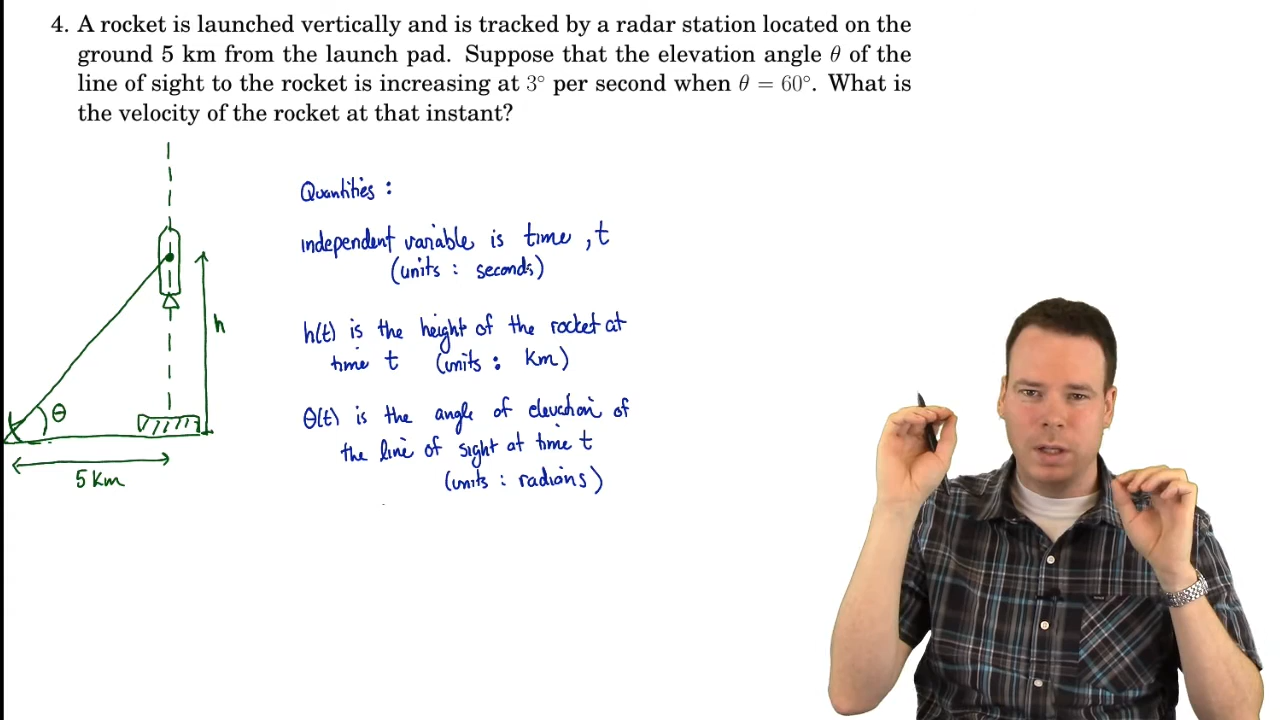 4. A rocket is launched vertically and is tracked by a radar station located on the
ground 5 km from the launch pad. Suppose that the elevation angle θ of the
line of sight to the rocket is increasing at 3° per second when θ = 60°. What is
the velocity of the rocket at that instant?
Quantities :
independent variable is time, t
(units : seconds)
h(t) is the height of the rocket at
time t (units : km)
θ(t) is the angle of elevation of
the line of sight at time t
(units : radians)
h
θ
5 km